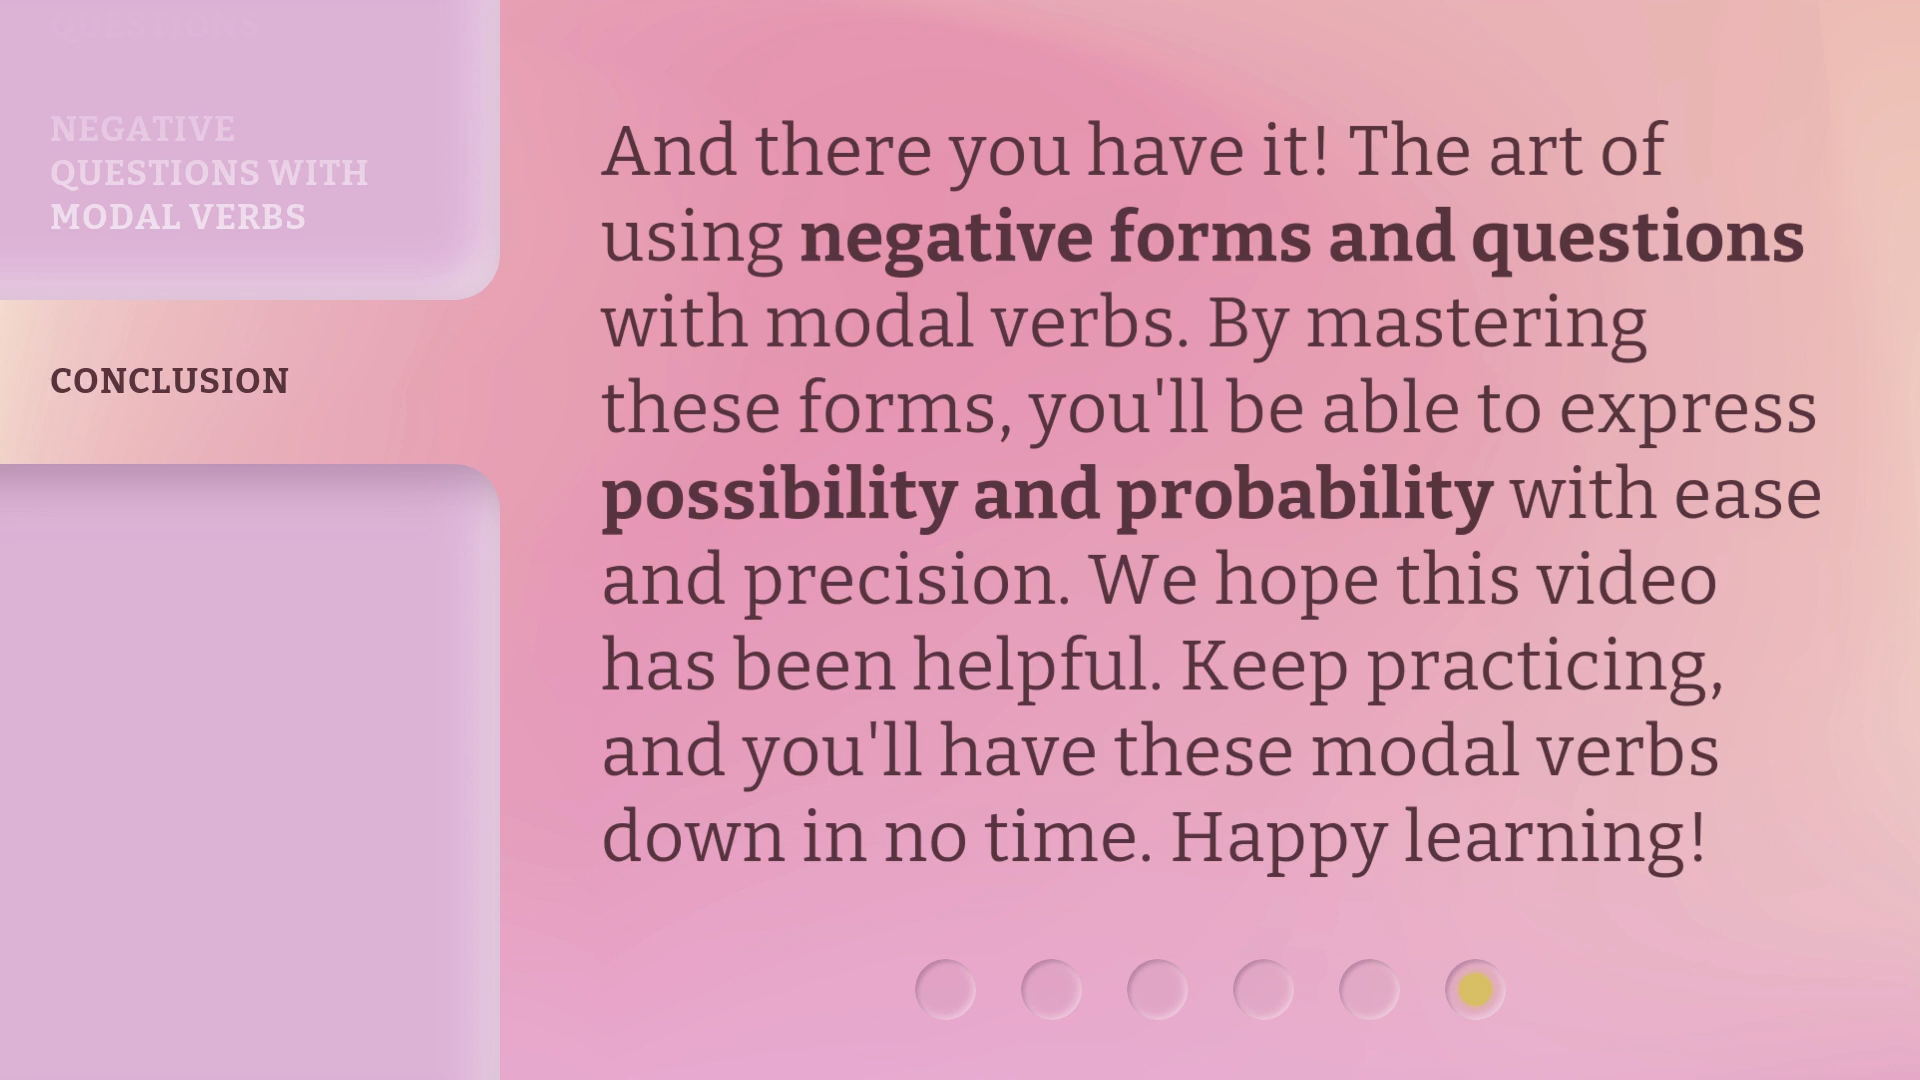 QUESTIONS
NEGATIVE
QUESTIONS WITH
MODAL VERBS
CONCLUSION
And there you have it! The art of
using negative forms and questions
with modal verbs. By mastering
these forms, you'll be able to express
possibility and probability with ease
and precision. We hope this video
has been helpful. Keep practicing,
and you'll have these modal verbs
down in no time. Happy learning!